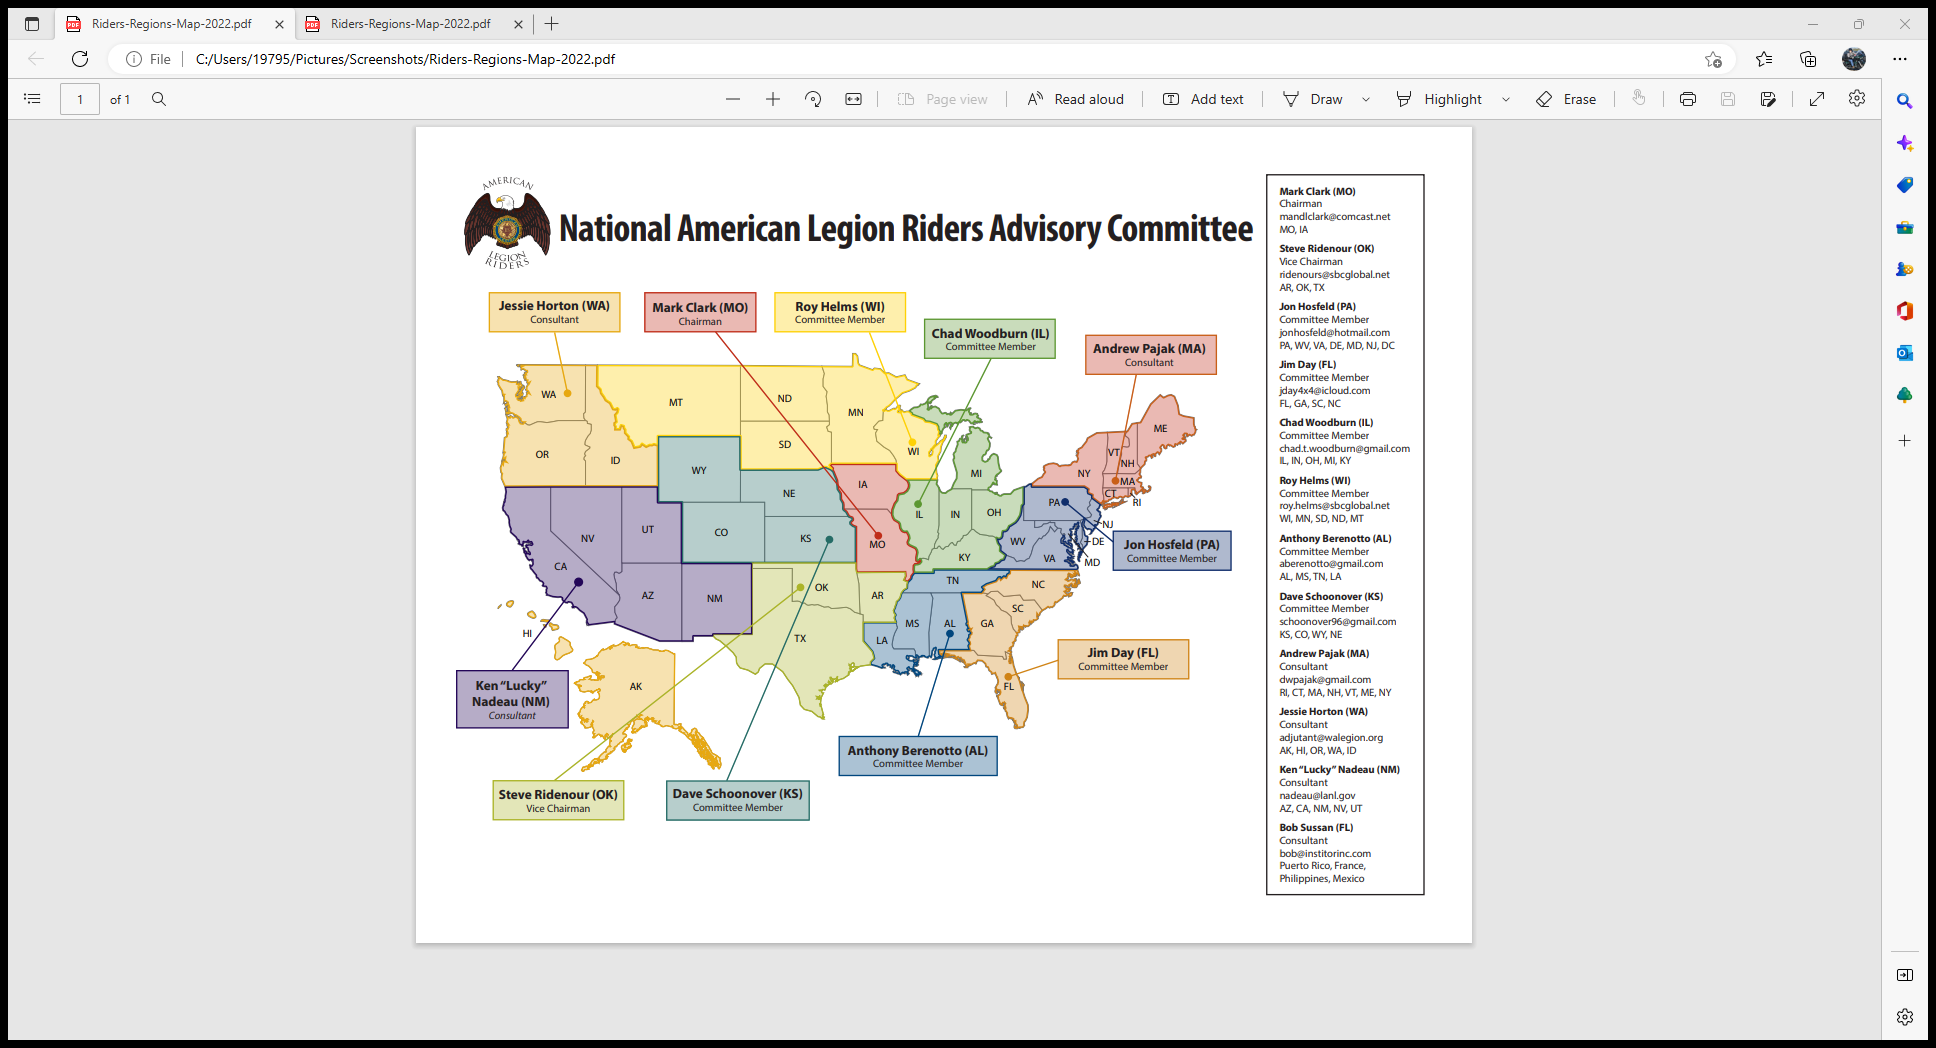 Riders-Regions-Map-2022.pdf
Riders-Regions-Map-2022.pdf
File
C:/Users/19795/Pictures/Screenshots/Riders-Regions-Map-2022.pdf
1 of 1
Page view
Read aloud
Add text
Draw
Highlight
Erase
AMERICAN
LEGION
RIDERS
National American Legion Riders Advisory Committee
Jessie Horton (WA)
Consultant
Mark Clark (MO)
Chairman
Roy Helms (WI)
Committee Member
Chad Woodburn (IL)
Committee Member
Andrew Pajak (MA)
Consultant
WA
MT
ND
MN
OR
ID
SD
WI
WY
NE
IA
MI
NY
VT
NH
ME
MA
CT
RI
NV
UT
CO
KS
MO
IL
IN
OH
PA
NJ
WV
DE
MD
VA
KY
CA
AZ
NM
OK
AR
TN
NC
SC
TX
LA
MS
AL
GA
FL
HI
AK
Jon Hosfeld (PA)
Committee Member
Jim Day (FL)
Committee Member
Ken “Lucky”
Nadeau (NM)
Consultant
Anthony Berenotto (AL)
Committee Member
Steve Ridenour (OK)
Vice Chairman
Dave Schoonover (KS)
Committee Member
Mark Clark (MO)
Chairman
mandlclark@comcast.net
MO, IA
Steve Ridenour (OK)
Vice Chairman
ridenours@sbcglobal.net
AR, OK, TX
Jon Hosfeld (PA)
Committee Member
jonhosfeld@hotmail.com
PA, WV, VA, DE, MD, NJ, DC
Jim Day (FL)
Committee Member
jday4x4@icloud.com
FL, GA, SC, NC
Chad Woodburn (IL)
Committee Member
chad.t.woodburn@gmail.com
IL, IN, OH, MI, KY
Roy Helms (WI)
Committee Member
roy.helms@sbcglobal.net
WI, MN, SD, ND, MT
Anthony Berenotto (AL)
Committee Member
aberenotto@gmail.com
AL, MS, TN, LA
Dave Schoonover (KS)
Committee Member
schoonover96@gmail.com
KS, CO, WY, NE
Andrew Pajak (MA)
Consultant
dwpajak@gmail.com
RI, CT, MA, NH, VT, ME, NY
Jessie Horton (WA)
Consultant
adjutant@walegion.org
AK, HI, OR, WA, ID
Ken “Lucky” Nadeau (NM)
Consultant
nadeau@lanl.gov
AZ, CA, NM, NV, UT
Bob Sussan (FL)
Consultant
bob@institorinc.com
Puerto Rico, France,
Philippines, Mexico